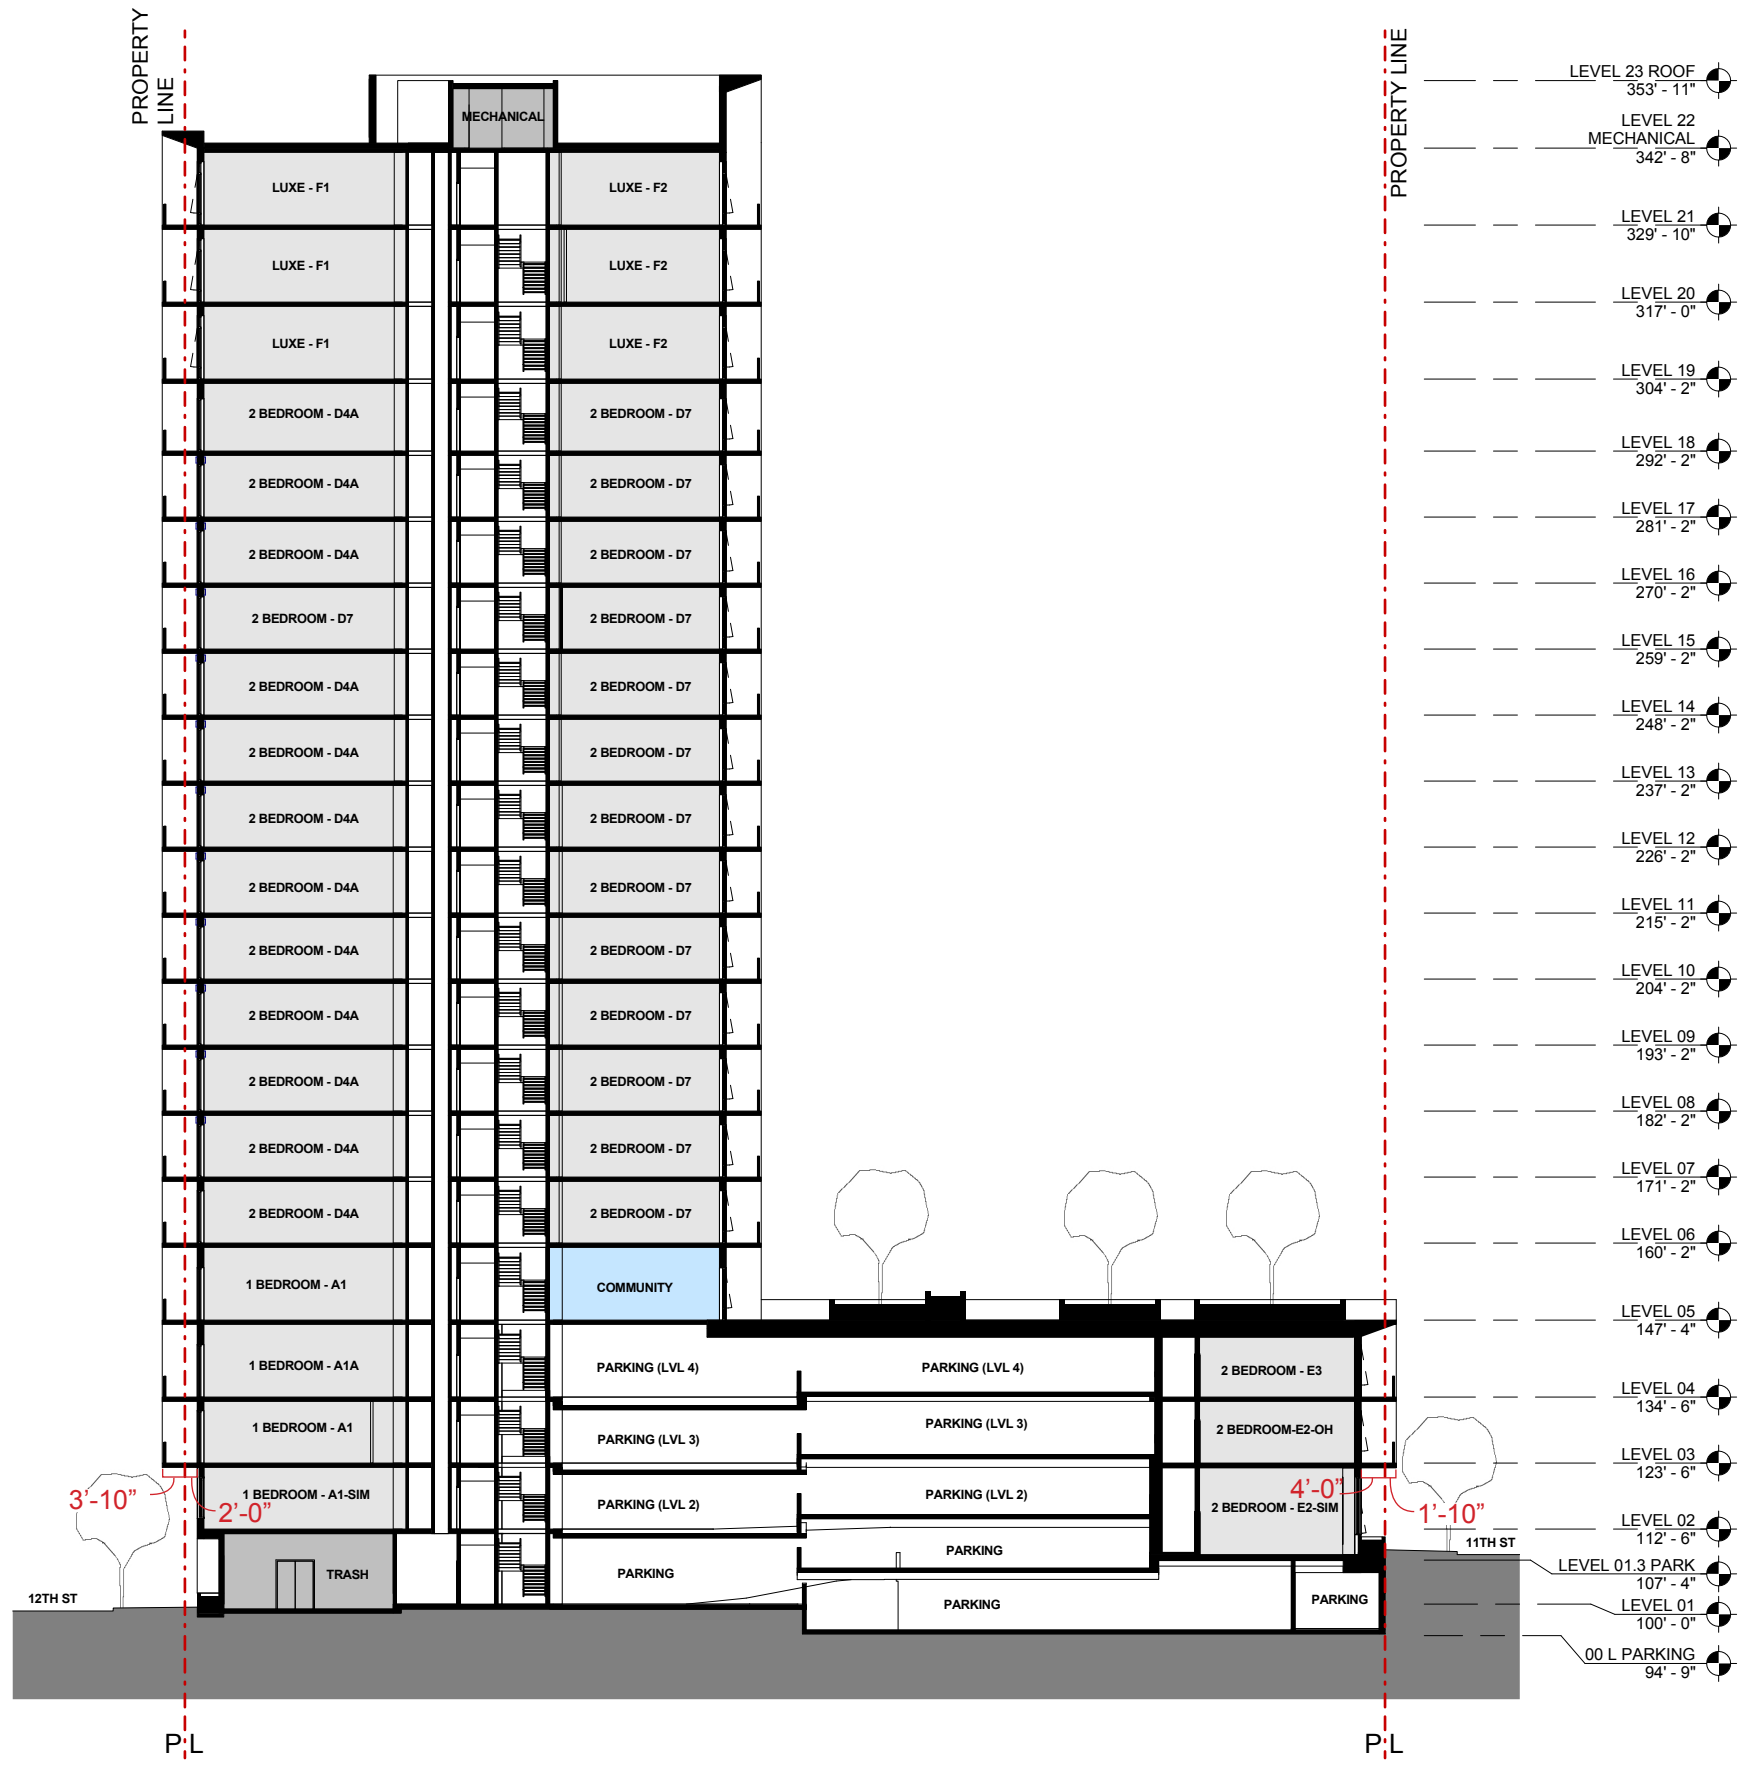 PROPERTY
LINE
PROPERTY LINE
LEVEL 23 ROOF
353' - 11"
LEVEL 22
MECHANICAL
342' - 8"
LEVEL 21
329' - 10"
LEVEL 20
317' - 0"
LEVEL 19
304' - 2"
LEVEL 18
292' - 2"
LEVEL 17
281' - 2"
LEVEL 16
270' - 2"
LEVEL 15
259' - 2"
LEVEL 14
248' - 2"
LEVEL 13
237' - 2"
LEVEL 12
226' - 2"
LEVEL 11
215' - 2"
LEVEL 10
204' - 2"
LEVEL 09
193' - 2"
LEVEL 08
182' - 2"
LEVEL 07
171' - 2"
LEVEL 06
160' - 2"
LEVEL 05
147' - 4"
LEVEL 04
134' - 6"
LEVEL 03
123' - 6"
LEVEL 02
112' - 6"
LEVEL 01.3 PARK
107' - 4"
LEVEL 01
100' - 0"
00 L PARKING
94' - 9"
MECHANICAL
LUXE - F1 LUXE - F2
LUXE - F1 LUXE - F2
LUXE - F1 LUXE - F2
2 BEDROOM - D4A 2 BEDROOM - D7
2 BEDROOM - D4A 2 BEDROOM - D7
2 BEDROOM - D4A 2 BEDROOM - D7
2 BEDROOM - D7 2 BEDROOM - D7
2 BEDROOM - D4A 2 BEDROOM - D7
2 BEDROOM - D4A 2 BEDROOM - D7
2 BEDROOM - D4A 2 BEDROOM - D7
2 BEDROOM - D4A 2 BEDROOM - D7
2 BEDROOM - D4A 2 BEDROOM - D7
2 BEDROOM - D4A 2 BEDROOM - D7
2 BEDROOM - D4A 2 BEDROOM - D7
2 BEDROOM - D4A 2 BEDROOM - D7
2 BEDROOM - D4A 2 BEDROOM - D7
1 BEDROOM - A1 COMMUNITY
1 BEDROOM - A1A PARKING (LVL 4) PARKING (LVL 4) 2 BEDROOM - E3
1 BEDROOM - A1 PARKING (LVL 3) PARKING (LVL 3) 2 BEDROOM-E2-OH
1 BEDROOM - A1-SIM PARKING (LVL 2) PARKING (LVL 2) 2 BEDROOM - E2-SIM
3'-10" 2'-0" 4'-0" 1'-10"
TRASH PARKING PARKING
PARKING PARKING
12TH ST
11TH ST
P L
P L